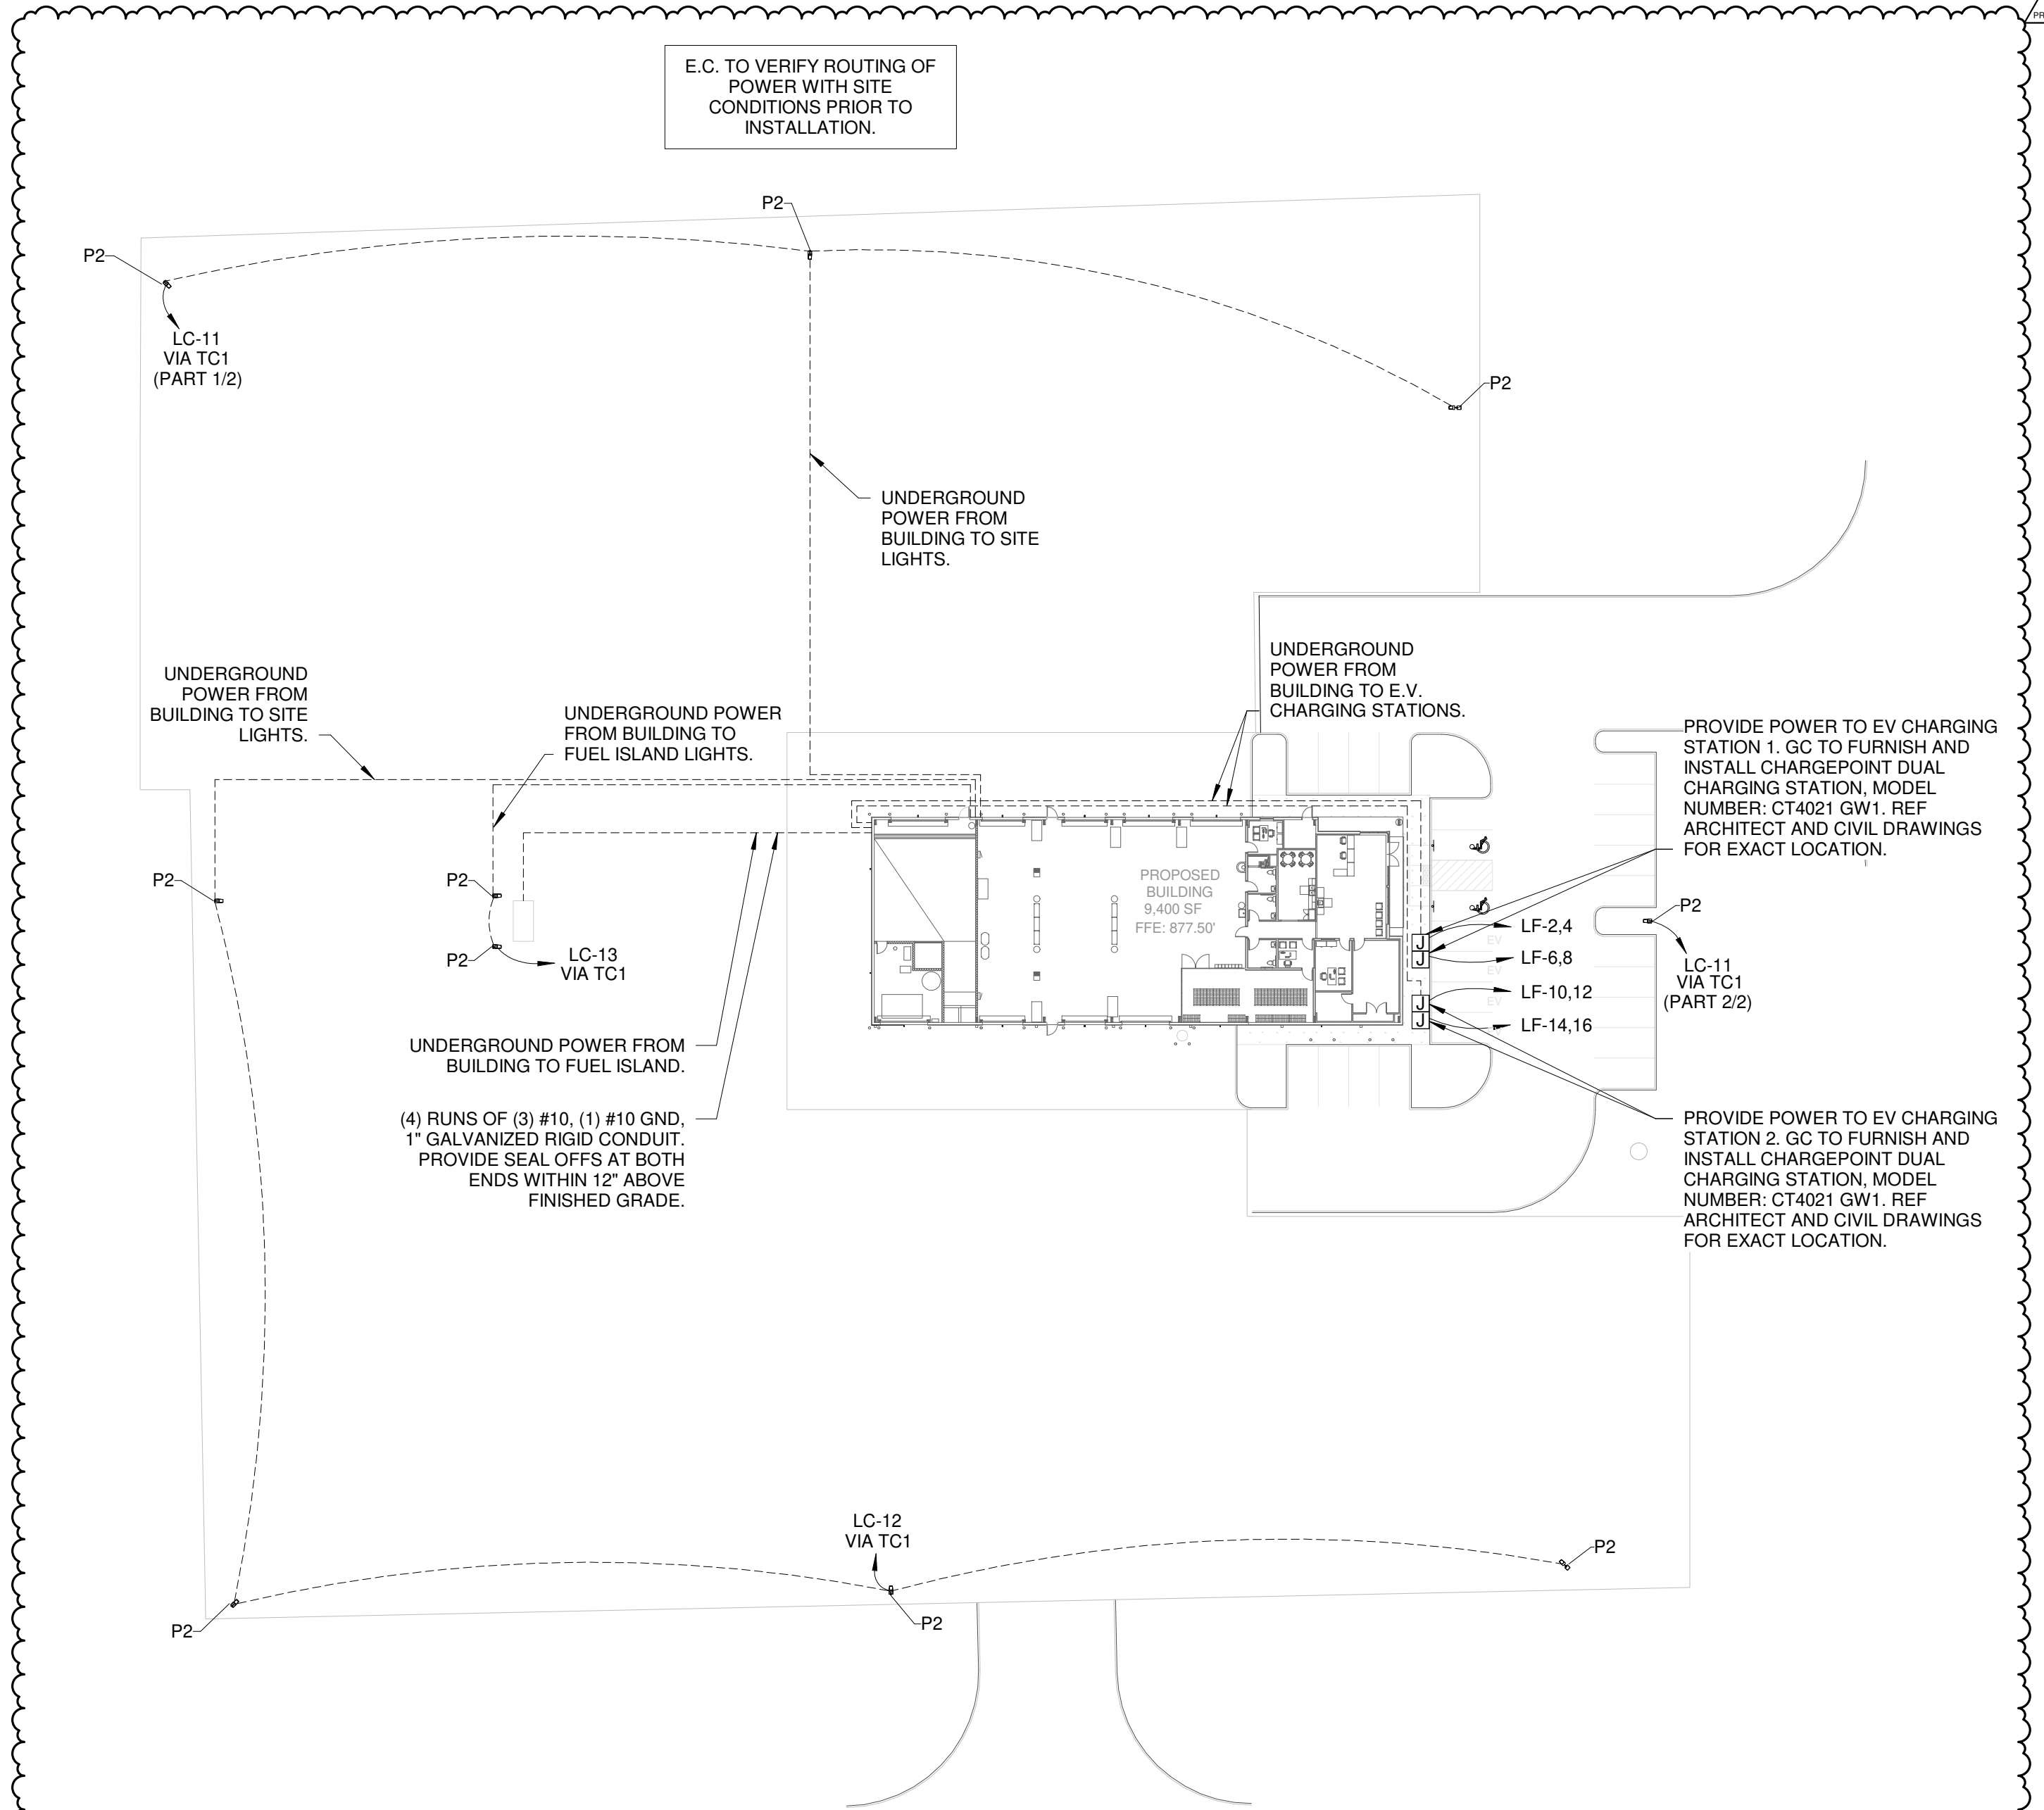 PR
E.C. TO VERIFY ROUTING OF
POWER WITH SITE
CONDITIONS PRIOR TO
INSTALLATION.
P2
P2
LC-11
VIA TC1
(PART 1/2)
P2
UNDERGROUND
POWER FROM
BUILDING TO SITE
LIGHTS.
UNDERGROUND
POWER FROM
BUILDING TO SITE
LIGHTS.
UNDERGROUND POWER
FROM BUILDING TO
FUEL ISLAND LIGHTS.
UNDERGROUND
POWER FROM
BUILDING TO E.V.
CHARGING STATIONS.
PROVIDE POWER TO EV CHARGING
STATION 1. GC TO FURNISH AND
INSTALL CHARGEPOINT DUAL
CHARGING STATION, MODEL
NUMBER: CT4021 GW1. REF
ARCHITECT AND CIVIL DRAWINGS
FOR EXACT LOCATION.
P2
P2
P2
LC-13
VIA TC1
PROPOSED
BUILDING
9,400 SF
FFE: 877.50'
J
J
J
J
EV
EV
EV
LF-2,4
LF-6,8
LF-10,12
LF-14,16
P2
LC-11
VIA TC1
(PART 2/2)
UNDERGROUND POWER FROM
BUILDING TO FUEL ISLAND.
(4) RUNS OF (3) #10, (1) #10 GND,
1" GALVANIZED RIGID CONDUIT.
PROVIDE SEAL OFFS AT BOTH
ENDS WITHIN 12" ABOVE
FINISHED GRADE.
PROVIDE POWER TO EV CHARGING
STATION 2. GC TO FURNISH AND
INSTALL CHARGEPOINT DUAL
CHARGING STATION, MODEL
NUMBER: CT4021 GW1. REF
ARCHITECT AND CIVIL DRAWINGS
FOR EXACT LOCATION.
LC-12
VIA TC1
P2
P2
P2